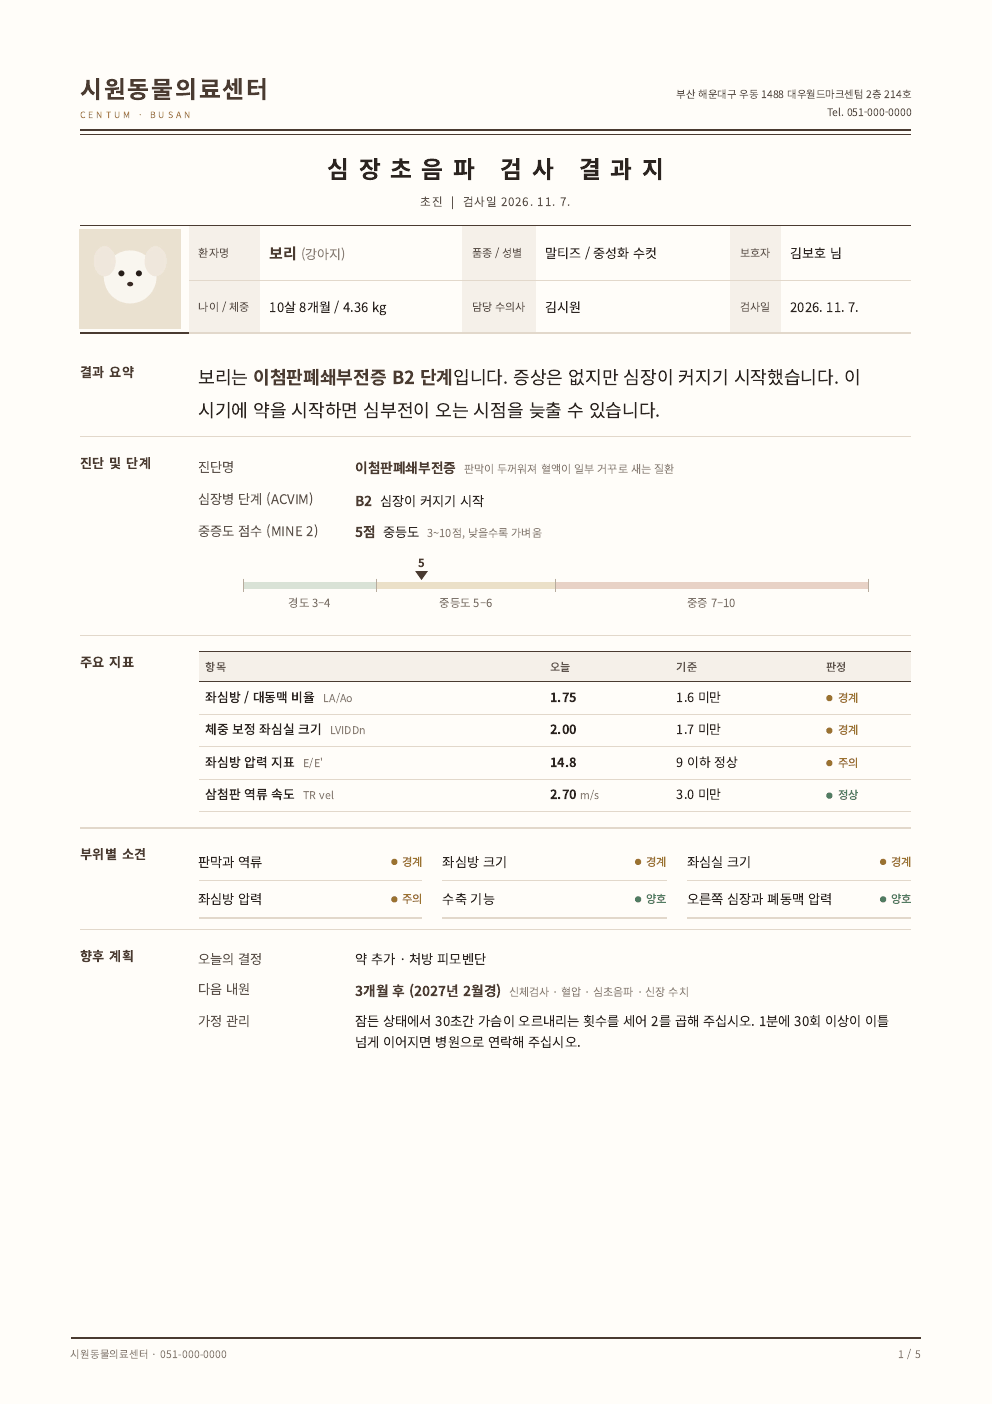 시원동물의료센터
CENTUM · BUSAN
부산 해운대구 우동 1488 대우월드마크센텀 2층 214호
Tel. 051-000-0000
심장초음파 검사 결과지
초진 | 검사일 2026. 11. 7.
환자명 보리 (강아지) 품종 / 성별 말티즈 / 중성화 수컷 보호자 김보호 님
나이 / 체중 10살 8개월 / 4.36 kg 담당 수의사 김시원 검사일 2026. 11. 7.
결과 요약 보리는 이첨판폐쇄부전증 B2 단계입니다. 증상은 없지만 심장이 커지기 시작했습니다. 이
시기에 약을 시작하면 심부전이 오는 시점을 늦출 수 있습니다.
진단 및 단계 진단명 이첨판폐쇄부전증 판막이 두꺼워져 혈액이 일부 거꾸로 새는 질환
심장병 단계 (ACVIM) B2 심장이 커지기 시작
중증도 점수 (MINE 2) 5점 중등도 3~10점, 낮을수록 가벼움
5
경도 3–4 중등도 5–6 중증 7–10
주요 지표 항목 오늘 기준 판정
좌심방 / 대동맥 비율 LA/Ao 1.75 1.6 미만 경계
체중 보정 좌심실 크기 LVIDDn 2.00 1.7 미만 경계
좌심방 압력 지표 E/E' 14.8 9 이하 정상 주의
삼첨판 역류 속도 TR vel 2.70 m/s 3.0 미만 정상
부위별 소견 판막과 역류 경계 좌심방 크기 경계 좌심실 크기 경계
좌심방 압력 주의 수축 기능 양호 오른쪽 심장과 폐동맥 압력 양호
향후 계획 오늘의 결정 약 추가 · 처방 피모벤단
다음 내원 3개월 후 (2027년 2월경) 신체검사 · 혈압 · 심초음파 · 신장 수치
가정 관리 잠든 상태에서 30초간 가슴이 오르내리는 횟수를 세어 2를 곱해 주십시오. 1분에 30회 이상이 이틀
넘게 이어지면 병원으로 연락해 주십시오.
시원동물의료센터 · 051-000-0000 1 / 5